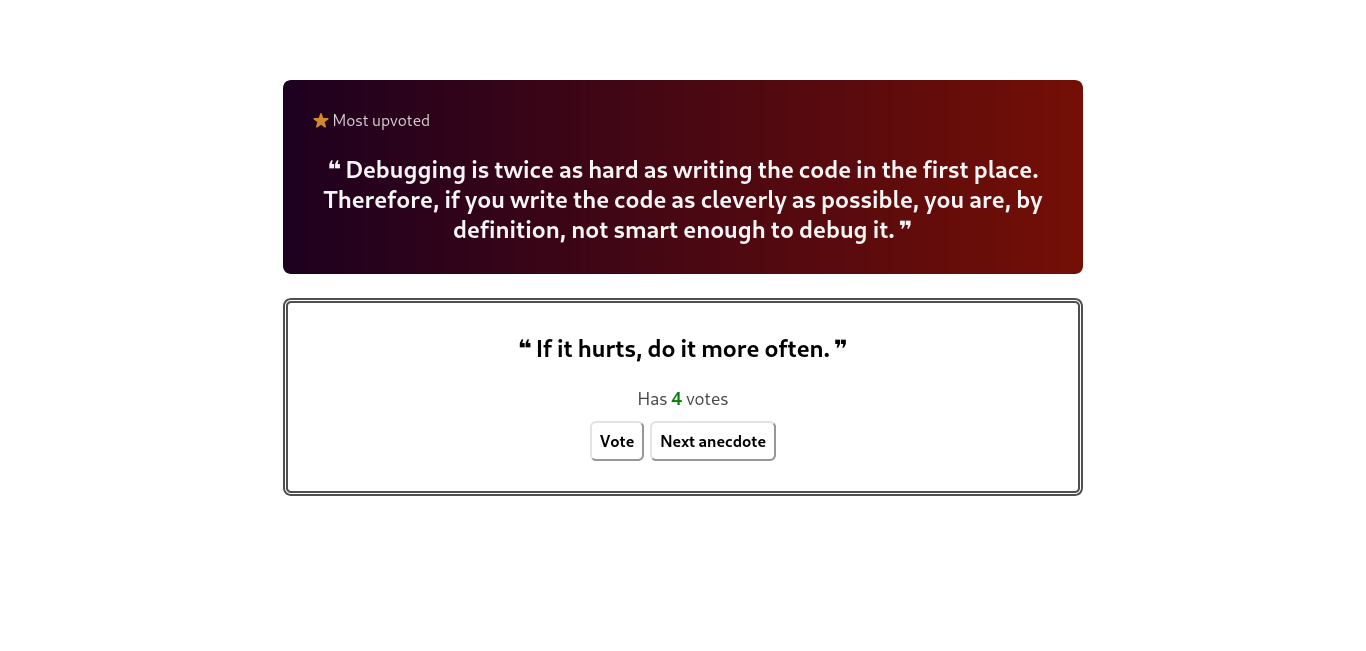 Most upvoted
❝ Debugging is twice as hard as writing the code in the first place.
Therefore, if you write the code as cleverly as possible, you are, by
definition, not smart enough to debug it. ❞
❝ If it hurts, do it more often. ❞
Has 4 votes
Vote Next anecdote